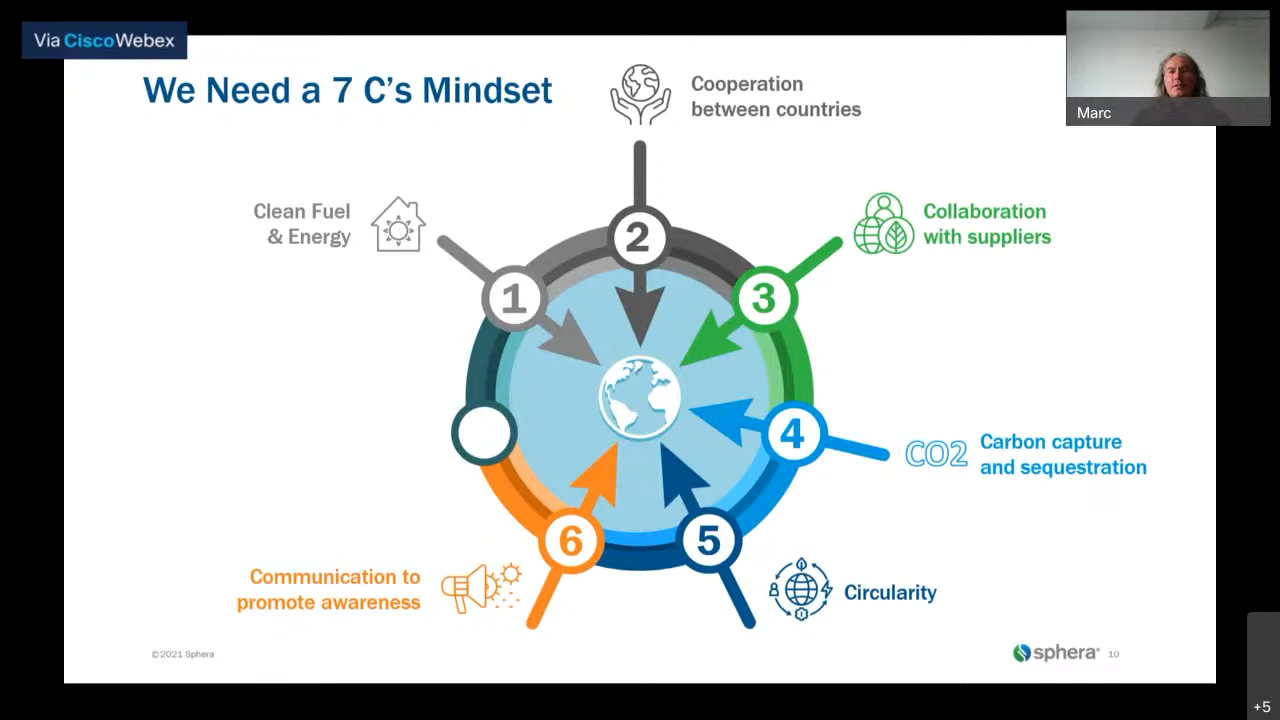 Via CiscoWebex
We Need a 7 C's Mindset
Cooperation
between countries
Marc
Clean Fuel
& Energy
Collaboration
with suppliers
2
1
3
4
CO2
Carbon capture
and sequestration
6
5
Communication to
promote awareness
Circularity
©2021 Sphera
sphera®
10
+5